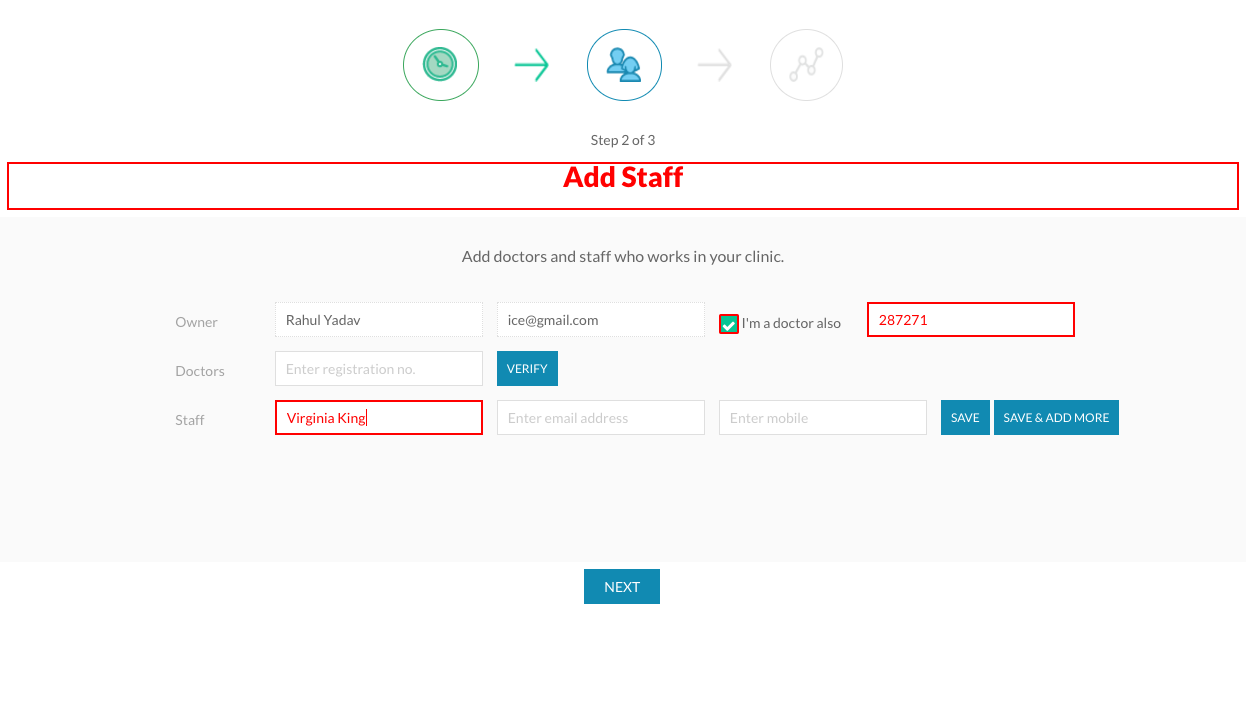 Step 2 of 3
Add Staff
Add doctors and staff who works in your clinic.
Owner Rahul Yadav ice@gmail.com I'm a doctor also 287271
Doctors Enter registration no. VERIFY
Staff Virginia King Enter email address Enter mobile SAVE SAVE & ADD MORE
NEXT